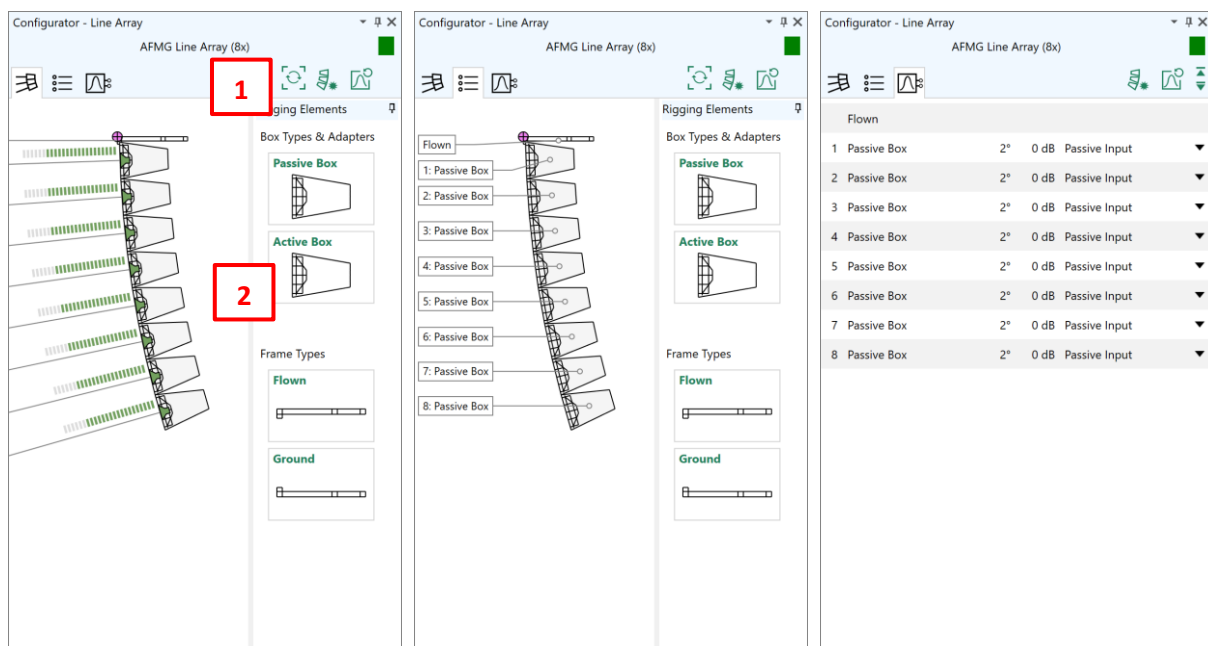 Configurator - Line Array
AFMG Line Array (8x)
1
ging Elements
Box Types & Adapters
Passive Box
Active Box
2
Frame Types
Flown
Ground
Configurator - Line Array
AFMG Line Array (8x)
Rigging Elements
Flown
1: Passive Box
2: Passive Box
3: Passive Box
4: Passive Box
5: Passive Box
6: Passive Box
7: Passive Box
8: Passive Box
Box Types & Adapters
Passive Box
Active Box
Frame Types
Flown
Ground
Configurator - Line Array
AFMG Line Array (8x)
Flown
1 Passive Box 2° 0 dB Passive Input
2 Passive Box 2° 0 dB Passive Input
3 Passive Box 2° 0 dB Passive Input
4 Passive Box 2° 0 dB Passive Input
5 Passive Box 2° 0 dB Passive Input
6 Passive Box 2° 0 dB Passive Input
7 Passive Box 2° 0 dB Passive Input
8 Passive Box 2° 0 dB Passive Input